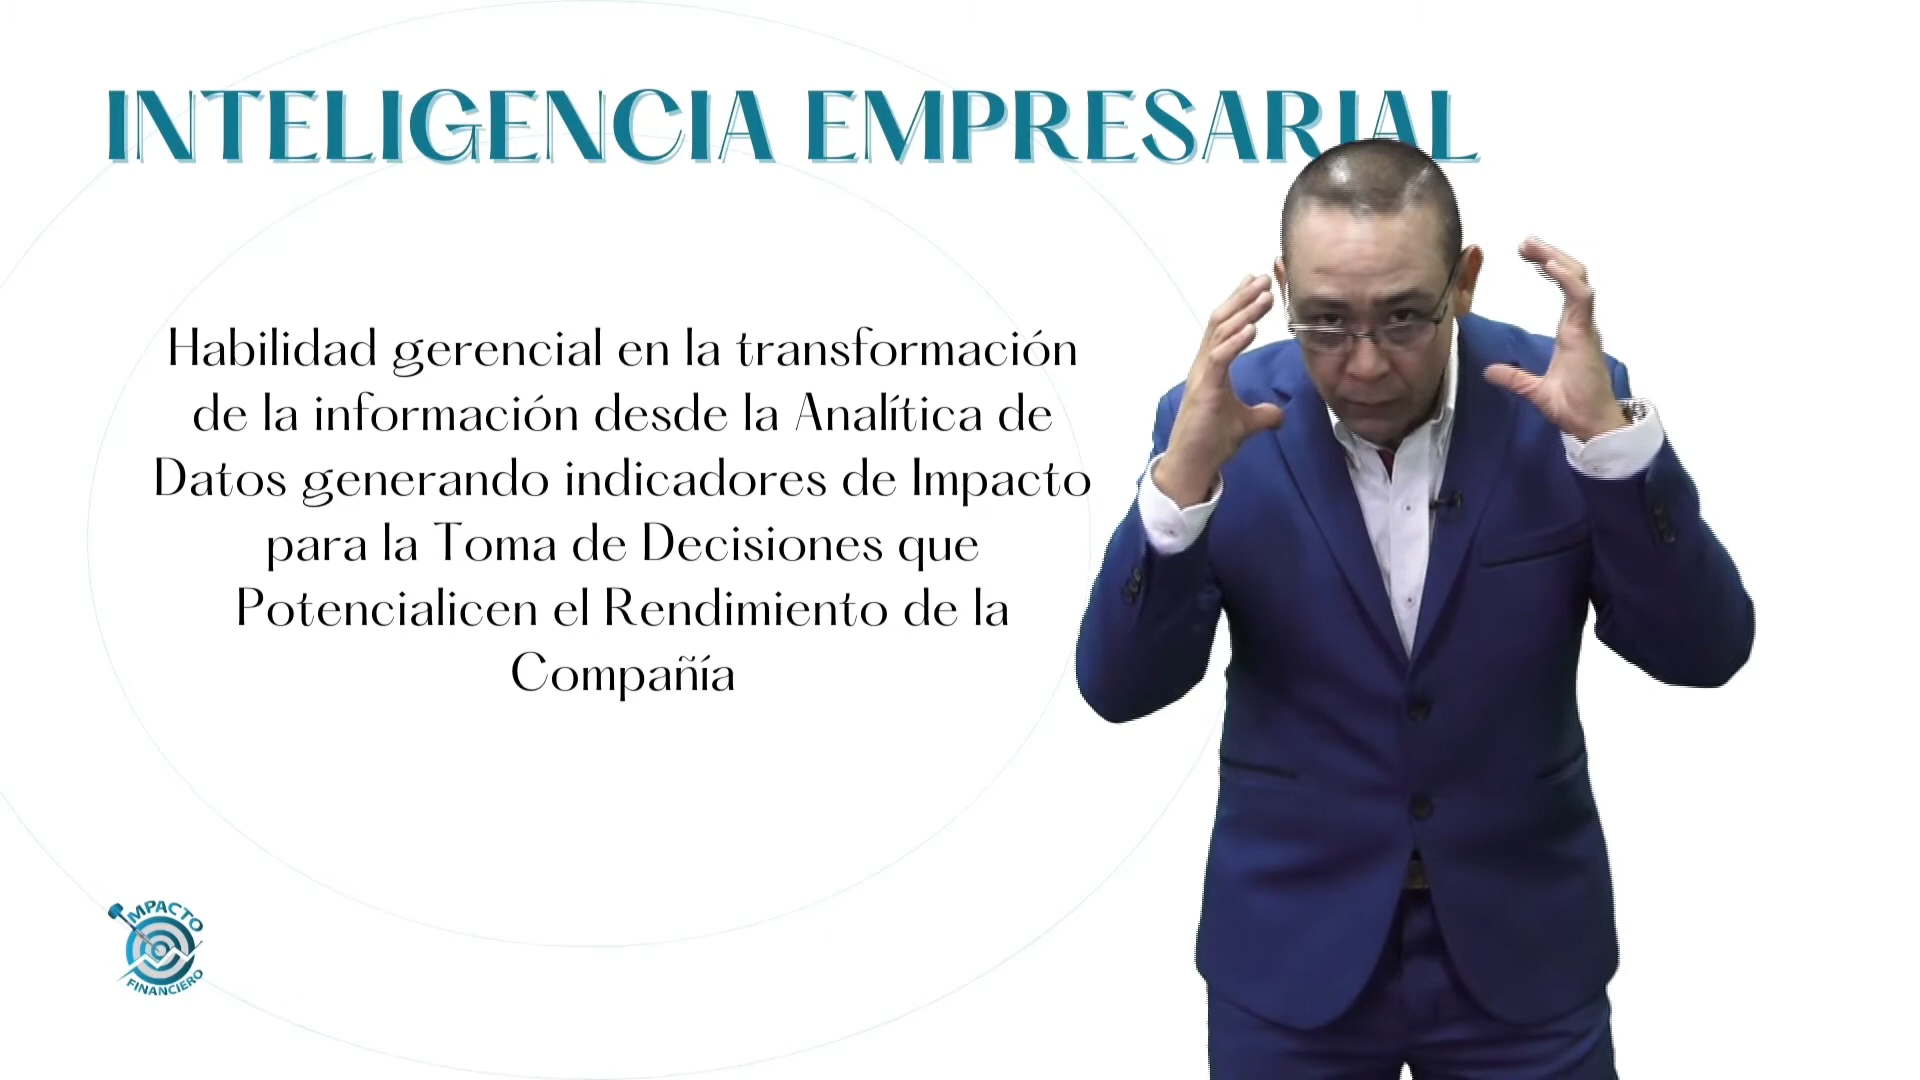 INTELIGENCIA EMPRESARIAL
Habilidad gerencial en la transformación
de la información desde la Analítica de
Datos generando indicadores de Impacto
para la Toma de Decisiones que
Potencialicen el Rendimiento de la
Compañía
IMPACTO
FINANCIERO